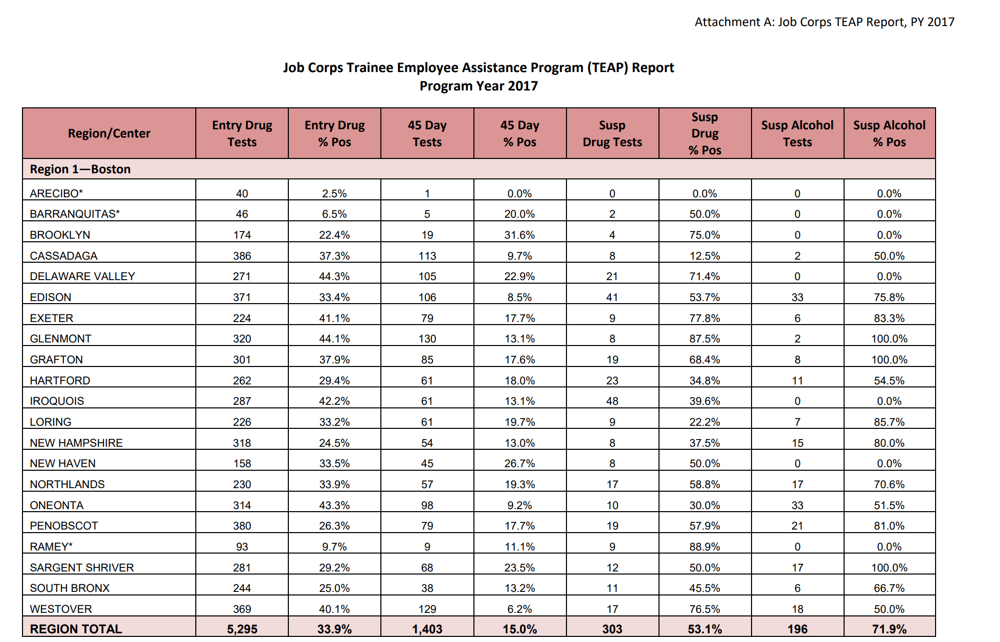 Attachment A: Job Corps TEAP Report, PY 2017
Job Corps Trainee Employee Assistance Program (TEAP) Report
Program Year 2017
Region/Center Entry Drug Tests Entry Drug % Pos 45 Day Tests 45 Day % Pos Susp Drug Tests Susp Drug % Pos Susp Alcohol Tests Susp Alcohol % Pos
Region 1—Boston
ARECIBO* 40 2.5% 1 0.0% 0 0.0% 0 0.0%
BARRANQUITAS* 46 6.5% 5 20.0% 2 50.0% 0 0.0%
BROOKLYN 174 22.4% 19 31.6% 4 75.0% 0 0.0%
CASSADAGA 386 37.3% 113 9.7% 8 12.5% 2 50.0%
DELAWARE VALLEY 271 44.3% 105 22.9% 21 71.4% 0 0.0%
EDISON 371 33.4% 106 8.5% 41 53.7% 33 75.8%
EXETER 224 41.1% 79 17.7% 9 77.8% 6 83.3%
GLENMONT 320 44.1% 130 13.1% 8 87.5% 2 100.0%
GRAFTON 301 37.9% 85 17.6% 19 68.4% 8 100.0%
HARTFORD 262 29.4% 61 18.0% 23 34.8% 11 54.5%
IROQUOIS 287 42.2% 61 13.1% 48 39.6% 0 0.0%
LORING 226 33.2% 61 19.7% 9 22.2% 7 85.7%
NEW HAMPSHIRE 318 24.5% 54 13.0% 8 37.5% 15 80.0%
NEW HAVEN 158 33.5% 45 26.7% 8 50.0% 0 0.0%
NORTHLANDS 230 33.9% 57 19.3% 17 58.8% 17 70.6%
ONEONTA 314 43.3% 98 9.2% 10 30.0% 33 51.5%
PENOBSCOT 380 26.3% 79 17.7% 19 57.9% 21 81.0%
RAMEY* 93 9.7% 9 11.1% 9 88.9% 0 0.0%
SARGENT SHRIVER 281 29.2% 68 23.5% 12 50.0% 17 100.0%
SOUTH BRONX 244 25.0% 38 13.2% 11 45.5% 6 66.7%
WESTOVER 369 40.1% 129 6.2% 17 76.5% 18 50.0%
REGION TOTAL 5,295 33.9% 1,403 15.0% 303 53.1% 196 71.9%